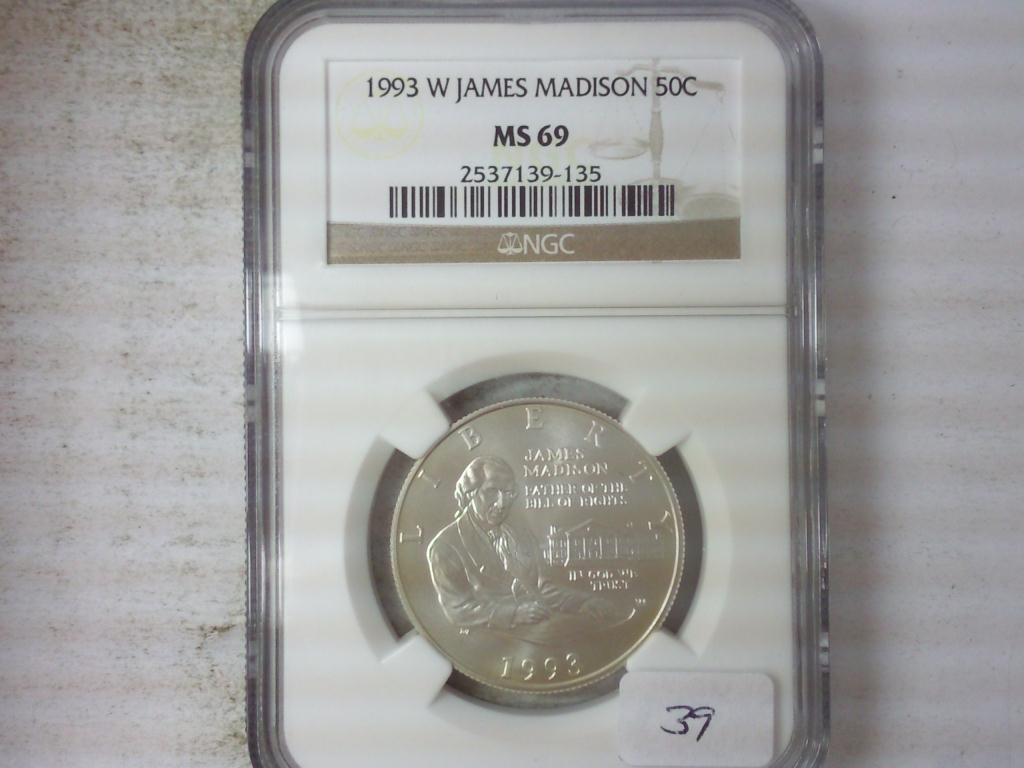 1993 W JAMES MADISON 50C
MS 69
2537139-135
NGC
LIBERTY
JAMES
MADISON
FATHER OF THE
BILL OF RIGHTS
IN GOD WE
TRUST
1993
39